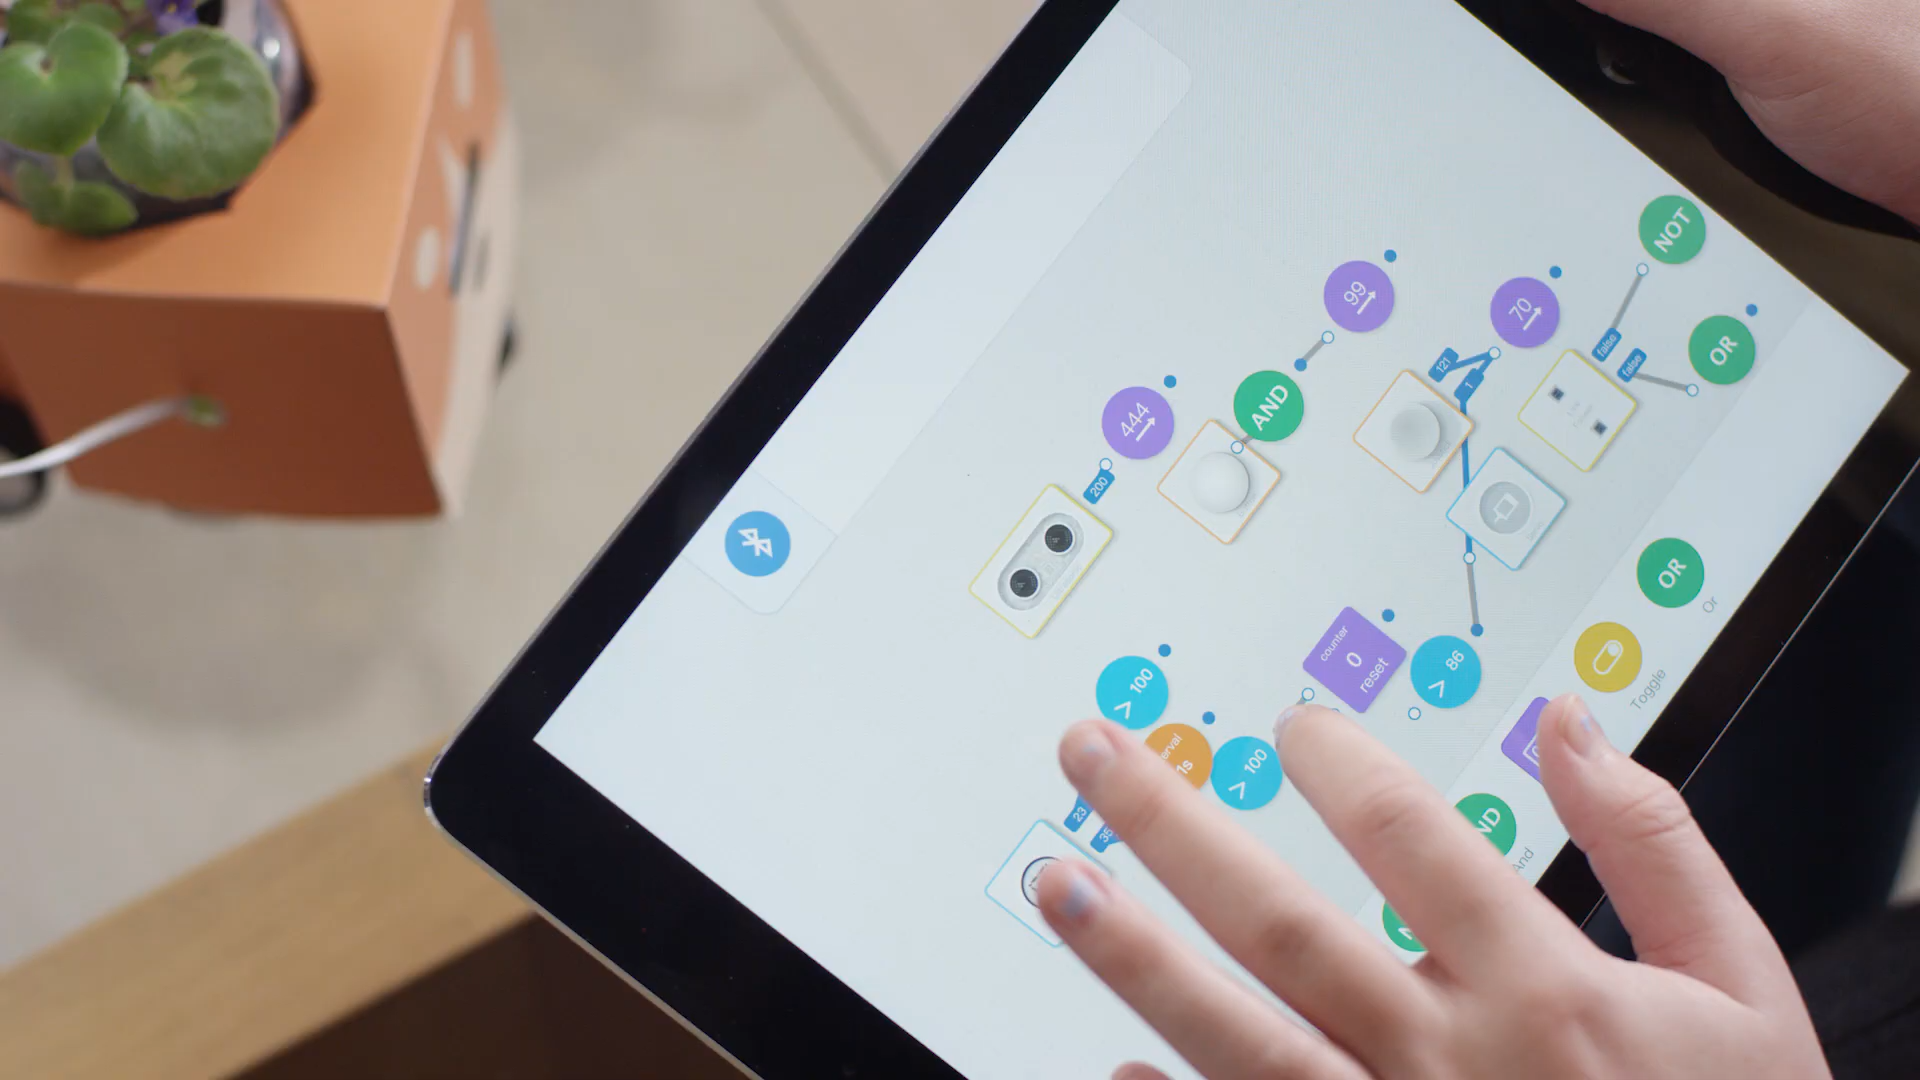 NOT
99
70
OR
false
false
121
1
444
AND
200
OR
Or
counter
0
reset
> 86
> 100
> 100
1s
Toggle
23
And